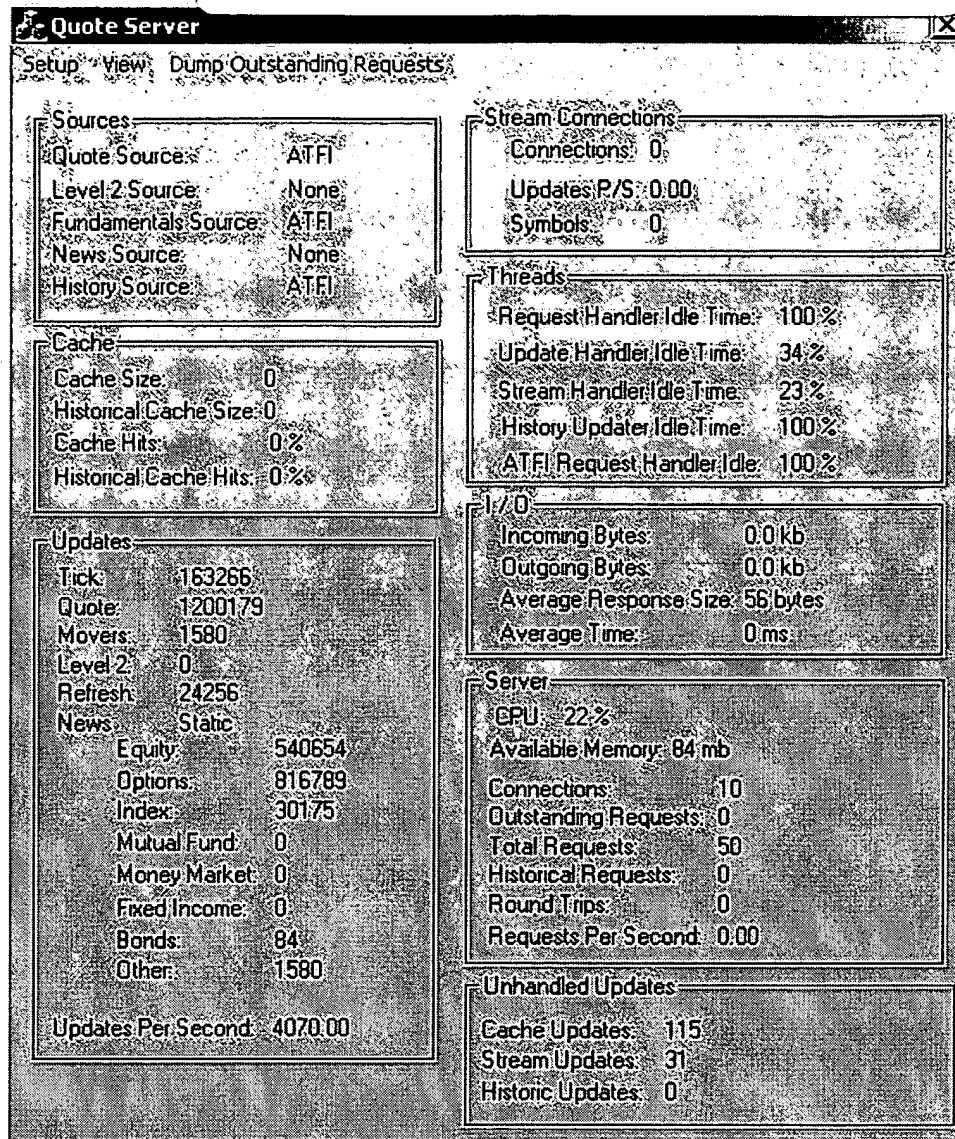 Quote Server
Setup View Dump Outstanding Requests
Sources
Quote Source: ATFI
Level 2 Source: None
Fundamentals Source: ATFI
News Source: None
History Source: ATFI
Cache
Cache Size: 0
Historical Cache Size: 0
Cache Hits: 0 %
Historical Cache Hits: 0 %
Updates
Tick: 163266
Quote: 1200179
Movers: 1580
Level 2: 0
Refresh: 24256
News: Static
Equity: 540654
Options: 816789
Index: 30175
Mutual Fund: 0
Money Market: 0
Fixed Income: 0
Bonds: 84
Other: 1580
Updates Per Second: 4070.00
Stream Connections
Connections: 0
Updates P/S: 0.00
Symbols: 0
Threads
Request Handler Idle Time: 100 %
Update Handler Idle Time: 34 %
Stream Handler Idle Time: 23 %
History Updater Idle Time: 100 %
ATFI Request Handler Idle: 100 %
I / O
Incoming Bytes: 0.0 kb
Outgoing Bytes: 0.0 kb
Average Response Size: 56 bytes
Average Time: 0 ms
Server
CPU: 22 %
Available Memory: 84 mb
Connections: 10
Outstanding Requests: 0
Total Requests: 50
Historical Requests: 0
Round Trips: 0
Requests Per Second: 0.00
Unhandled Updates
Cache Updates: 115
Stream Updates: 31
Historic Updates: 0